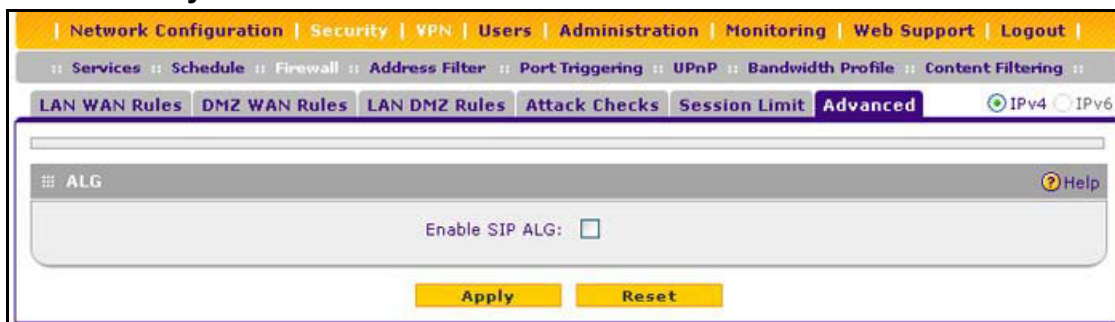 | Network Configuration | Security | VPN | Users | Administration | Monitoring | Web Support | Logout |
:: Services :: Schedule :: Firewall :: Address Filter :: Port Triggering :: UPnP :: Bandwidth Profile :: Content Filtering ::
LAN WAN Rules DMZ WAN Rules LAN DMZ Rules Attack Checks Session Limit Advanced IPv4 IPv6
ALG ? Help
Enable SIP ALG:
Apply Reset